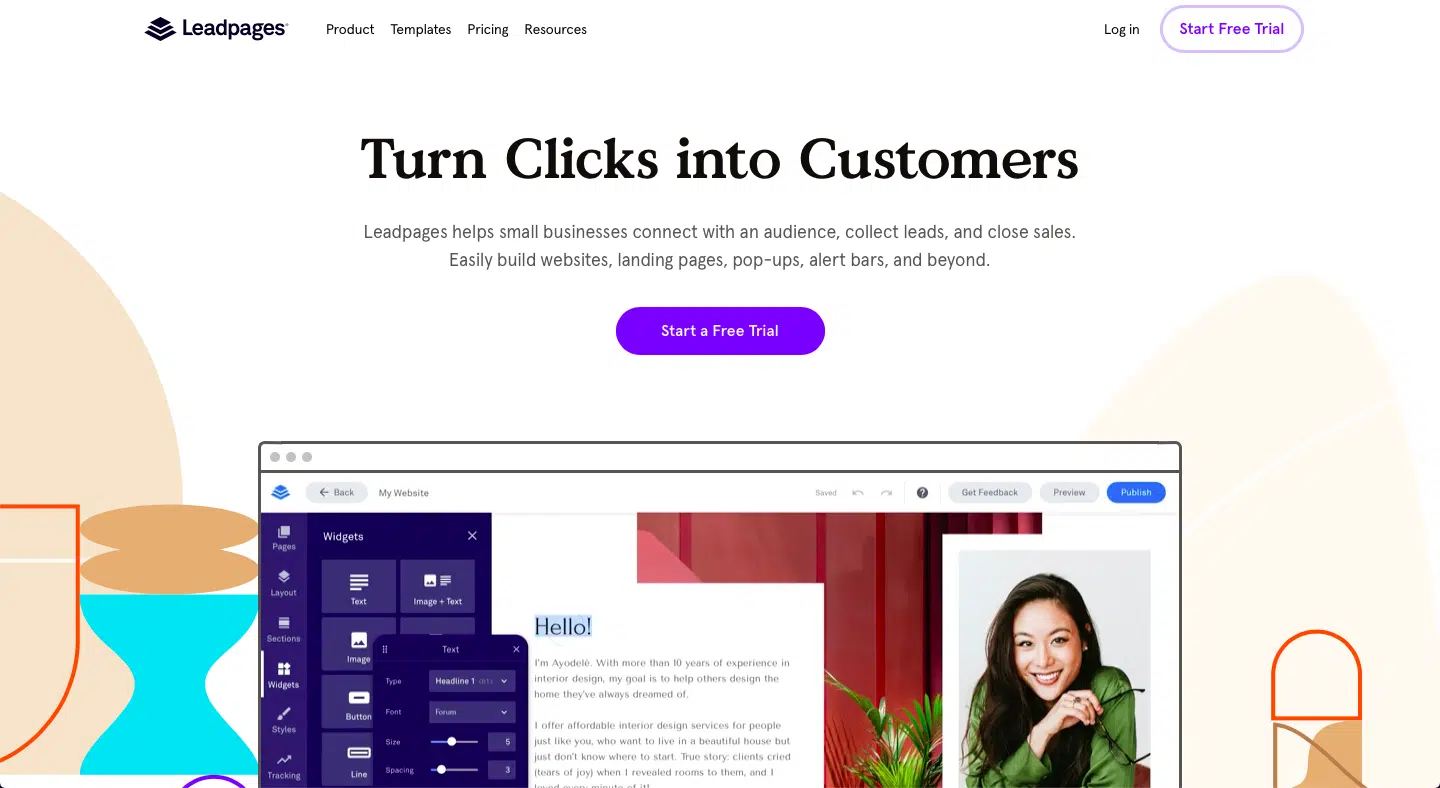 Leadpages
Product
Templates
Pricing
Resources
Log in
Start Free Trial
Turn Clicks into Customers
Leadpages helps small businesses connect with an audience, collect leads, and close sales.
Easily build websites, landing pages, pop-ups, alert bars, and beyond.
Start a Free Trial
Back
My Website
Saved
?
Get Feedback
Preview
Publish
Pages
Layout
Sections
Widgets
Styles
Tracking
Widgets
Text
Image + Text
Image
Button
Line
Text
Type
Headline 1
Font
Forum
Size
5
Spacing
3
Hello!
I'm Ayodelé. With more than 10 years of experience in
interior design, my goal is to help others design the
home they've always dreamed of.
I offer affordable interior design services for people
just like you, who want to live in a beautiful house but
just don't know where to start. True story: clients cried
(tears of joy) when I revealed rooms to them, and I
loved every minute of it!